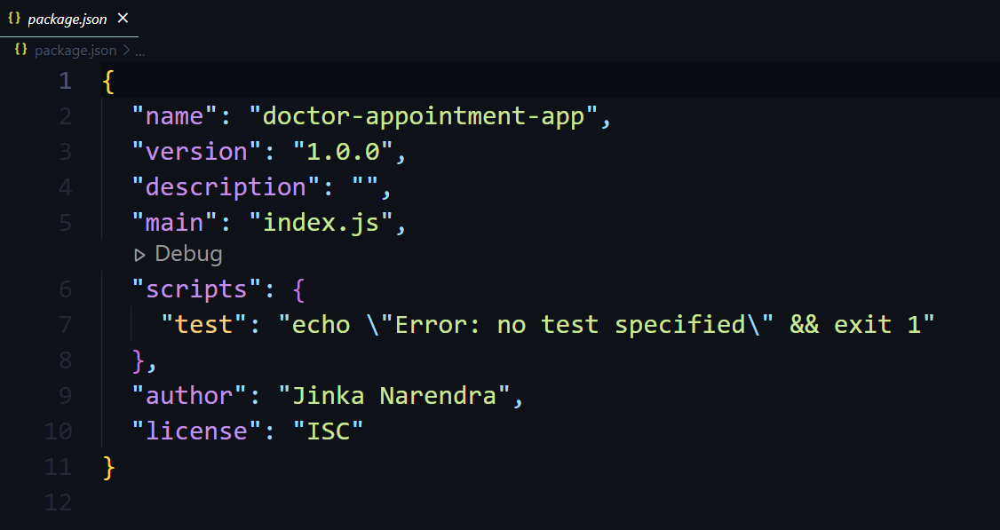 {} package.json ×
{} package.json > ...
1 {
2 "name": "doctor-appointment-app",
3 "version": "1.0.0",
4 "description": "",
5 "main": "index.js",
▷ Debug
6 "scripts": {
7 "test": "echo \"Error: no test specified\" && exit 1"
8 },
9 "author": "Jinka Narendra",
10 "license": "ISC"
11 }
12